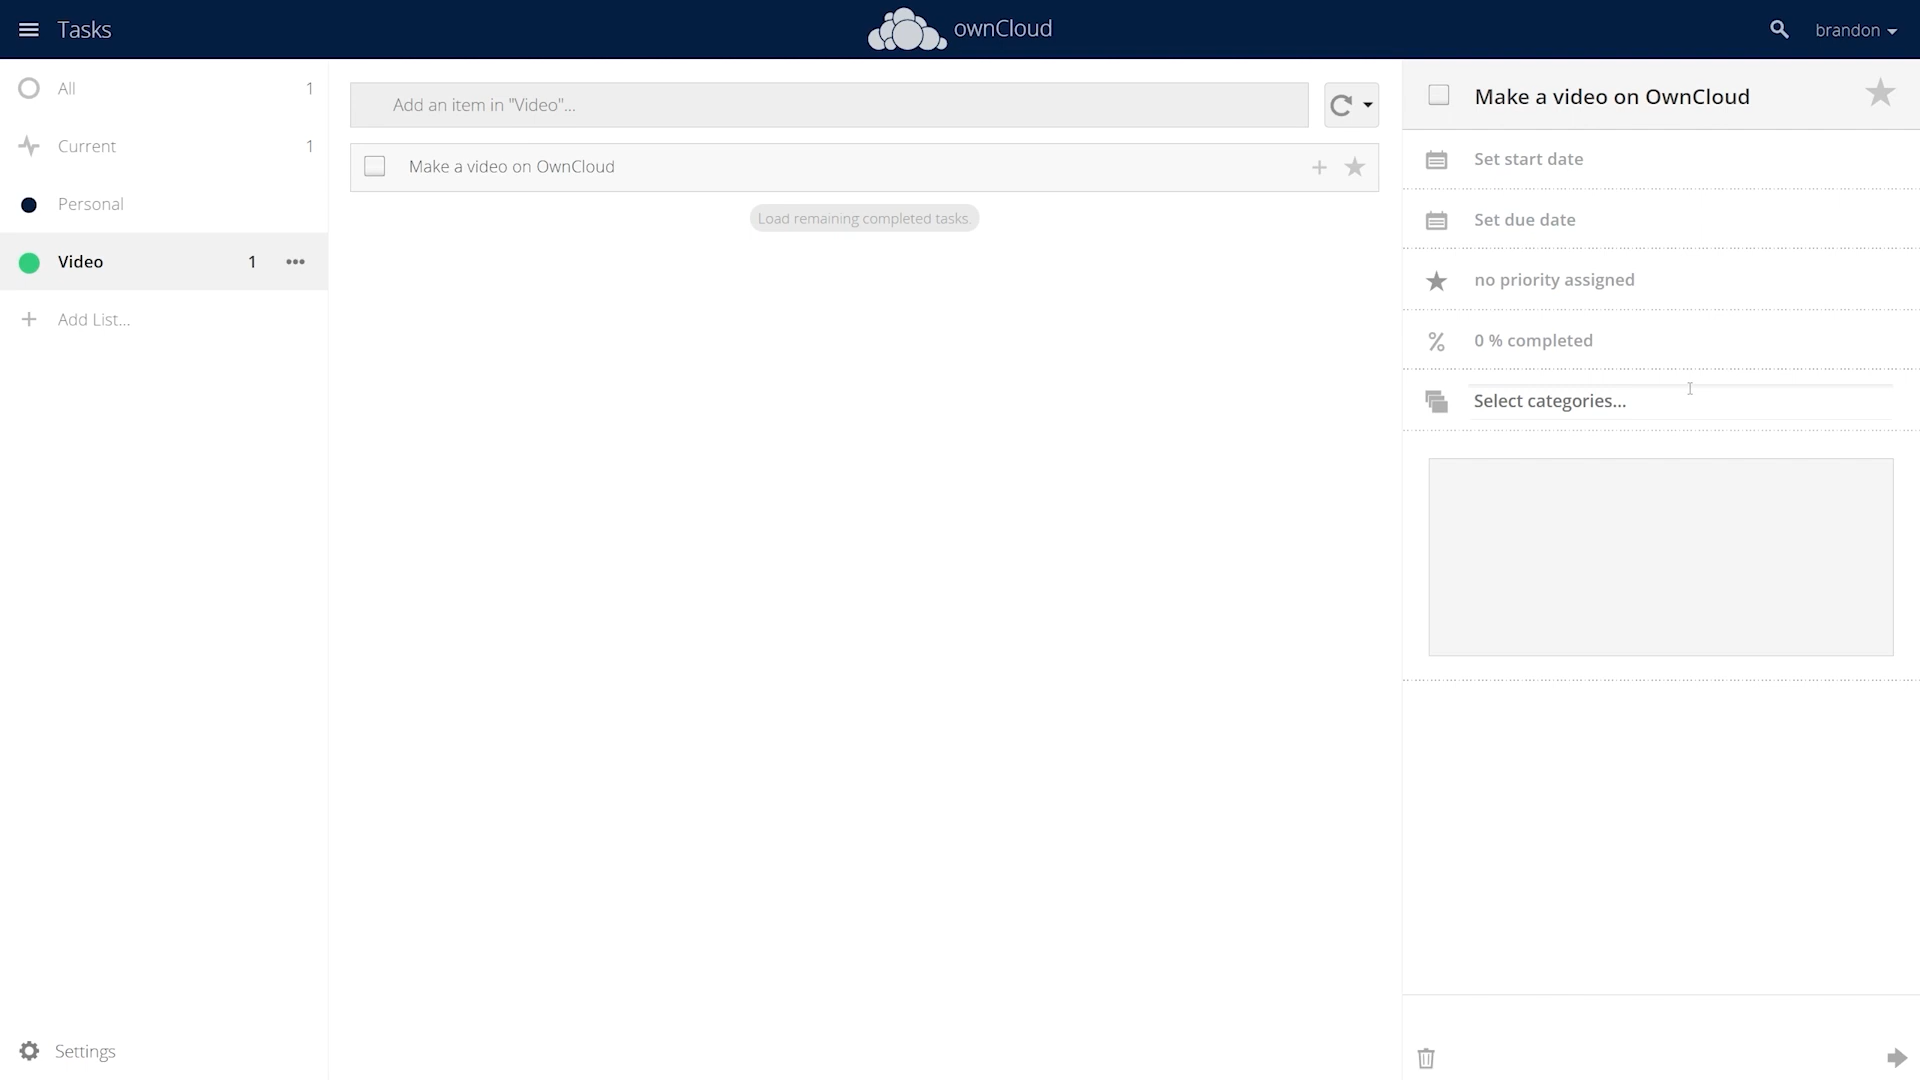 Tasks
ownCloud
brandon
All 1
Current 1
Personal
Video 1
Add List...
Settings
Add an item in "Video"...
Make a video on OwnCloud
Load remaining completed tasks.
Make a video on OwnCloud
Set start date
Set due date
no priority assigned
0 % completed
Select categories...